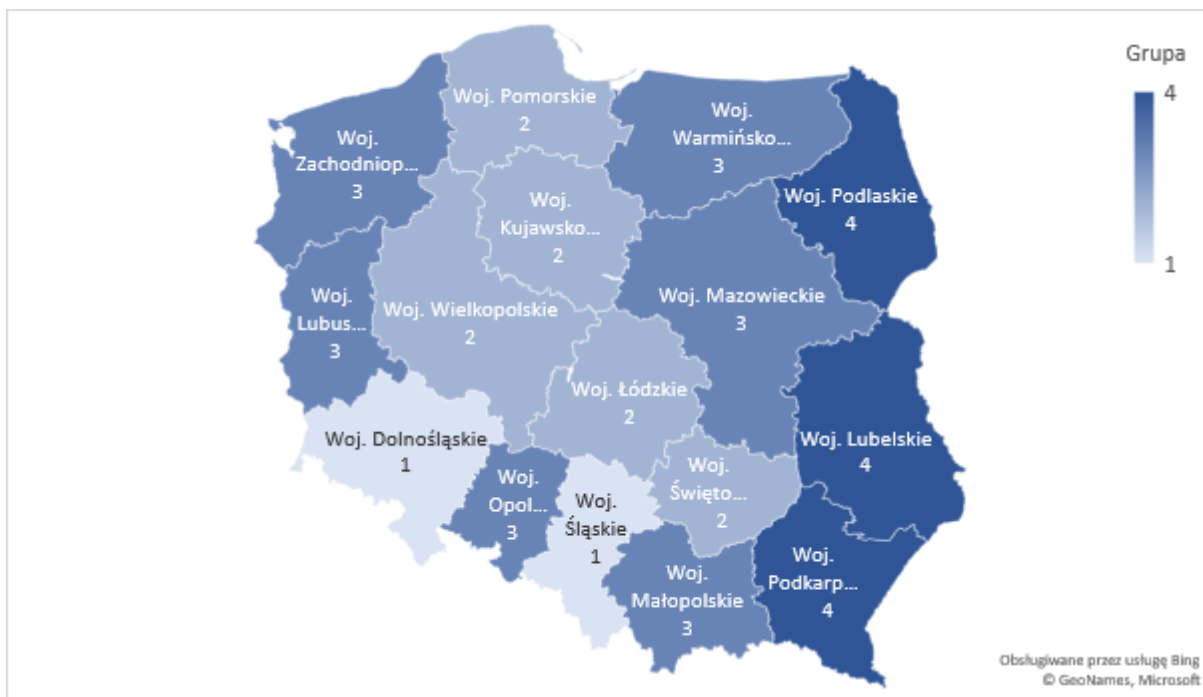 Grupa
4
1
Woj. Pomorskie
2
Woj.
Warmińsko...
3
Woj.
Zachodniop...
3
Woj. Podlaskie
4
Woj.
Kujawsko...
2
Woj. Mazowieckie
3
Woj.
Lubus...
3
Woj. Wielkopolskie
2
Woj. Łódzkie
2
Woj. Dolnośląskie
1
Woj. Lubelskie
4
Woj.
Opol...
3
Woj.
Śląskie
1
Woj.
Święto...
2
Woj.
Małopolskie
3
Woj.
Podkarp...
4
Obsługiwane przez usługę Bing
© GeoNames, Microsoft